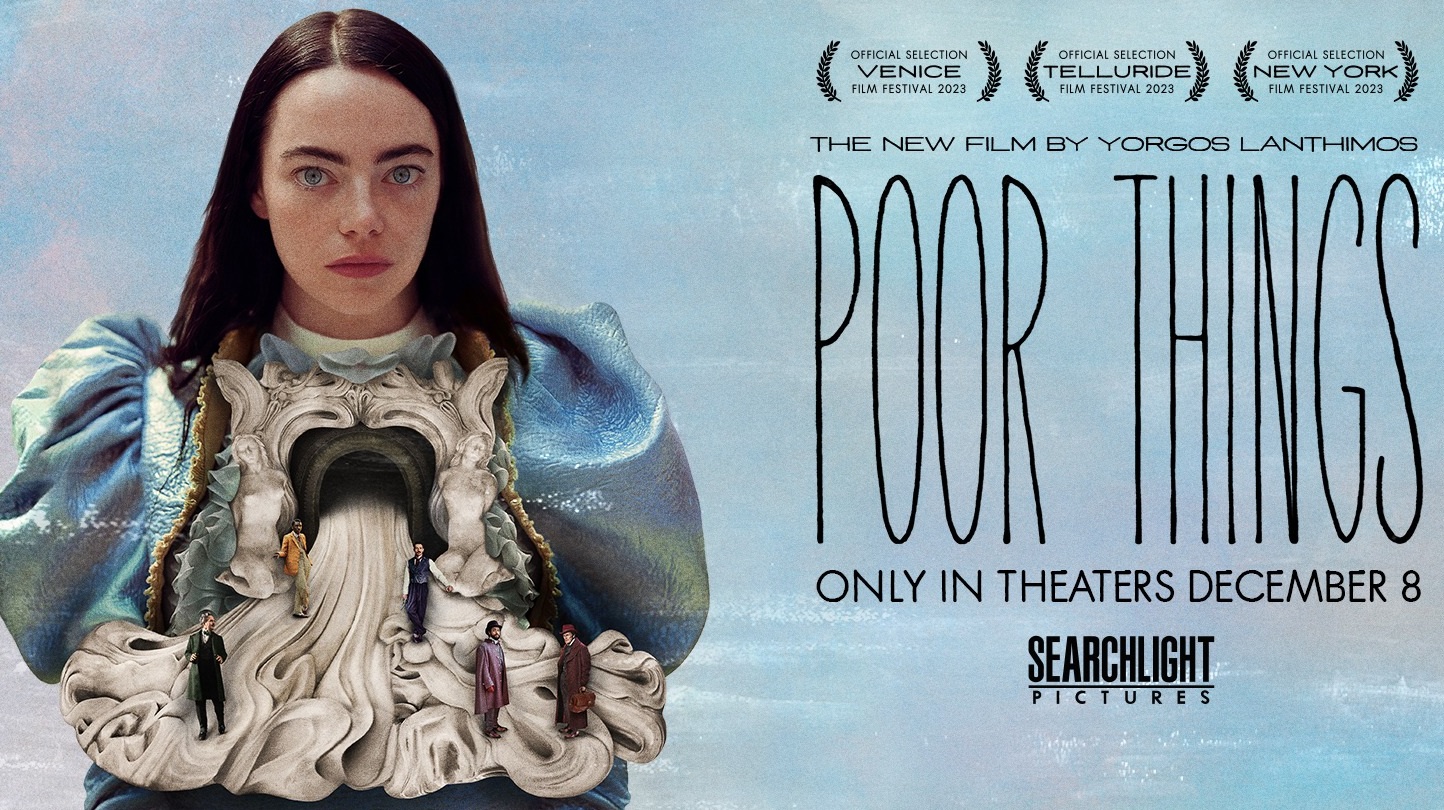 OFFICIAL SELECTION
VENICE
FILM FESTIVAL 2023
OFFICIAL SELECTION
TELLURIDE
FILM FESTIVAL 2023
OFFICIAL SELECTION
NEW YORK
FILM FESTIVAL 2023
THE NEW FILM BY YORGOS LANTHIMOS
POOR THINGS
ONLY IN THEATERS DECEMBER 8
SEARCHLIGHT
PICTURES